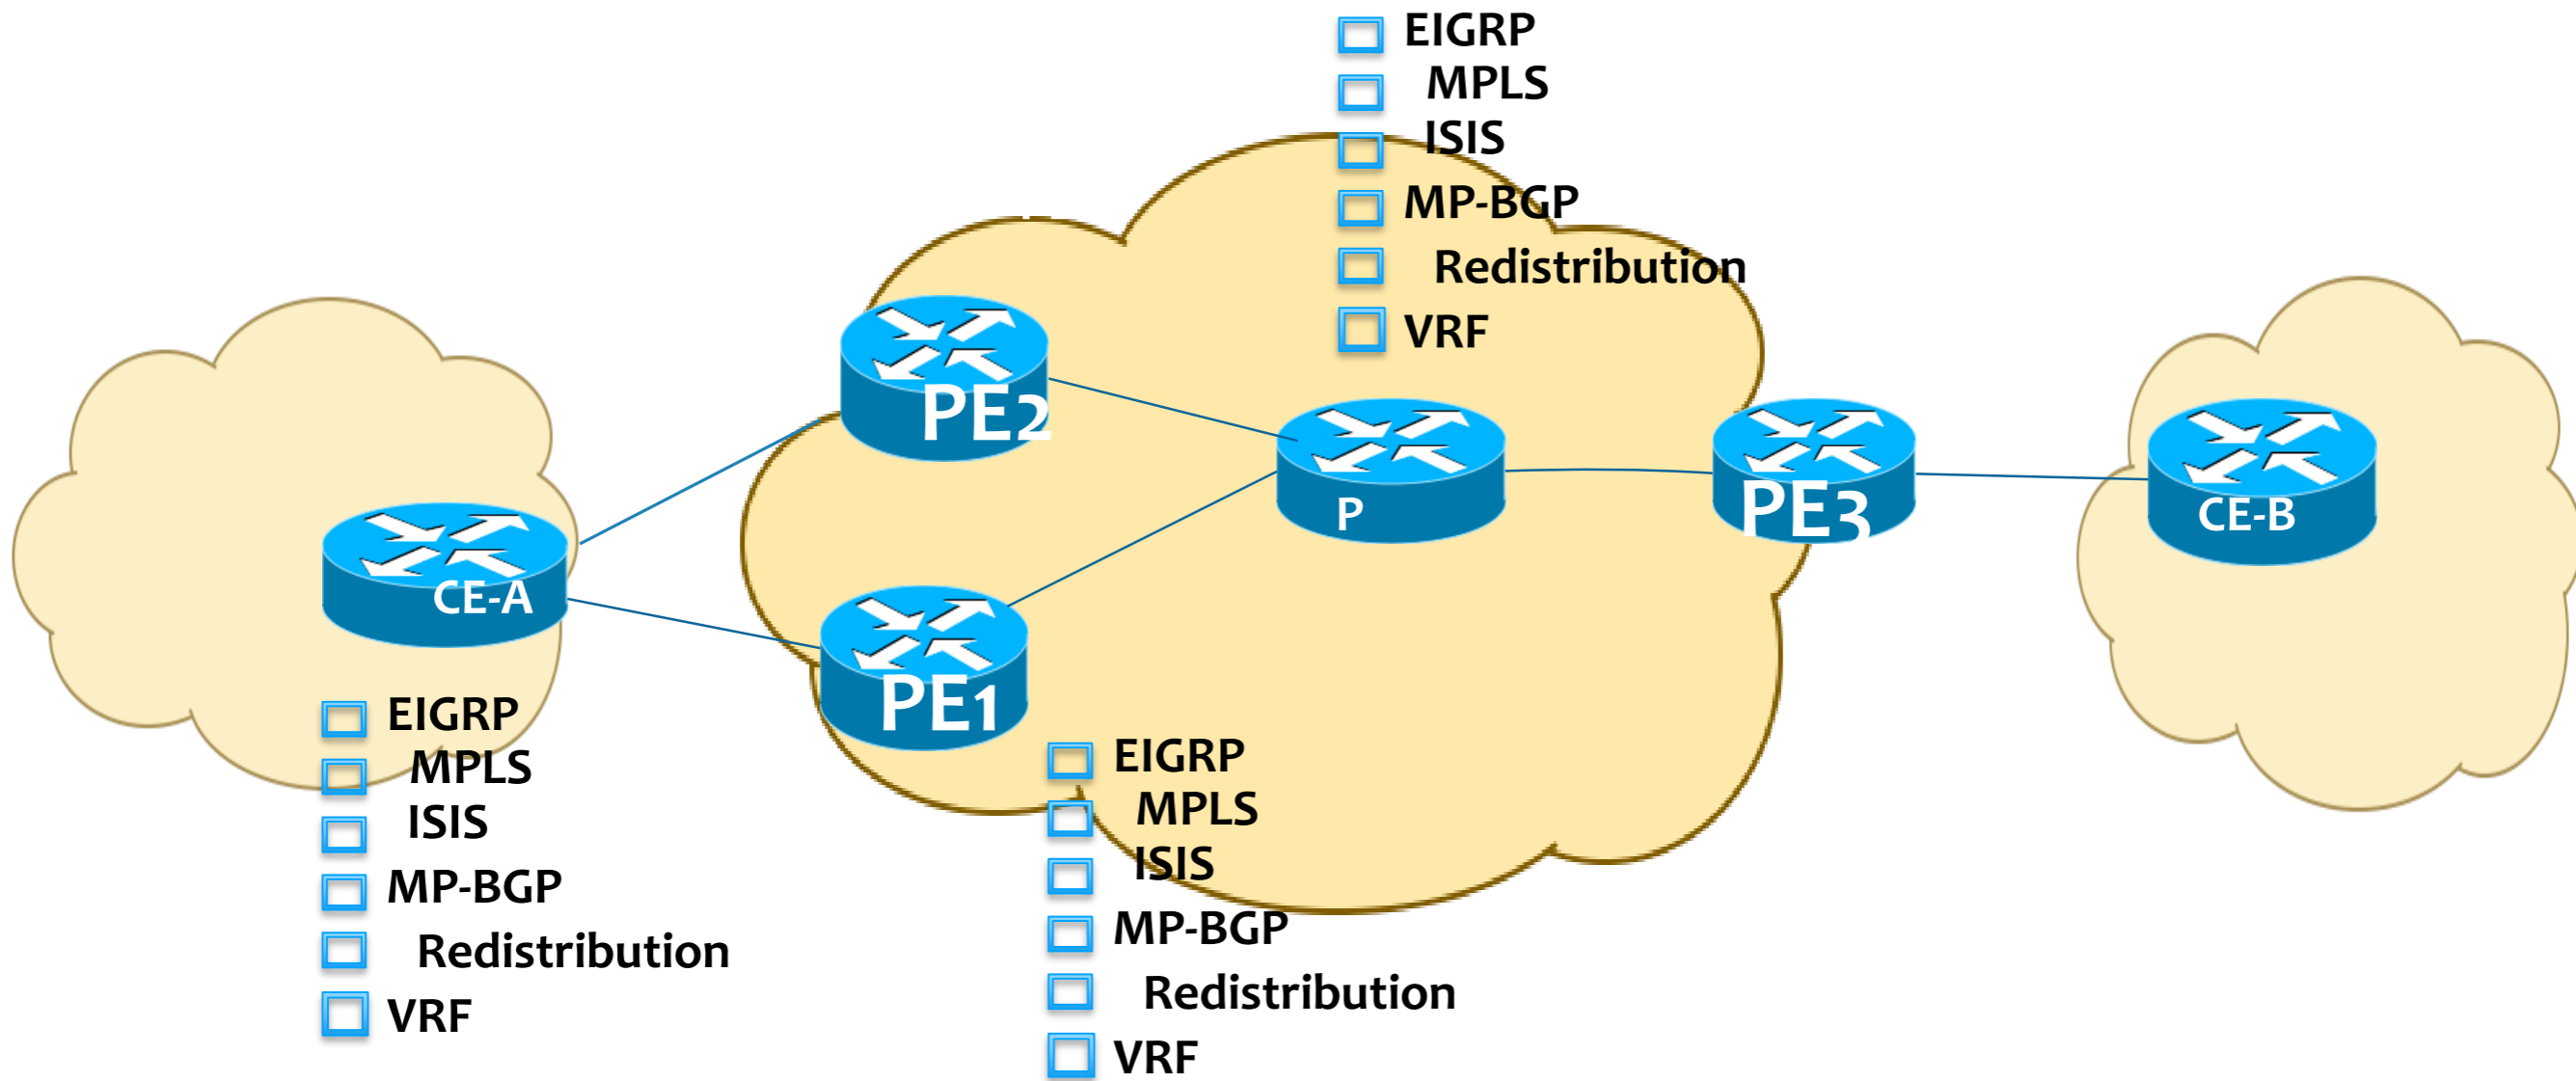 EIGRP
MPLS
ISIS
MP-BGP
Redistribution
VRF
PE2
P
PE3
CE-B
CE-A
PE1
EIGRP
MPLS
ISIS
MP-BGP
Redistribution
VRF
EIGRP
MPLS
ISIS
MP-BGP
Redistribution
VRF